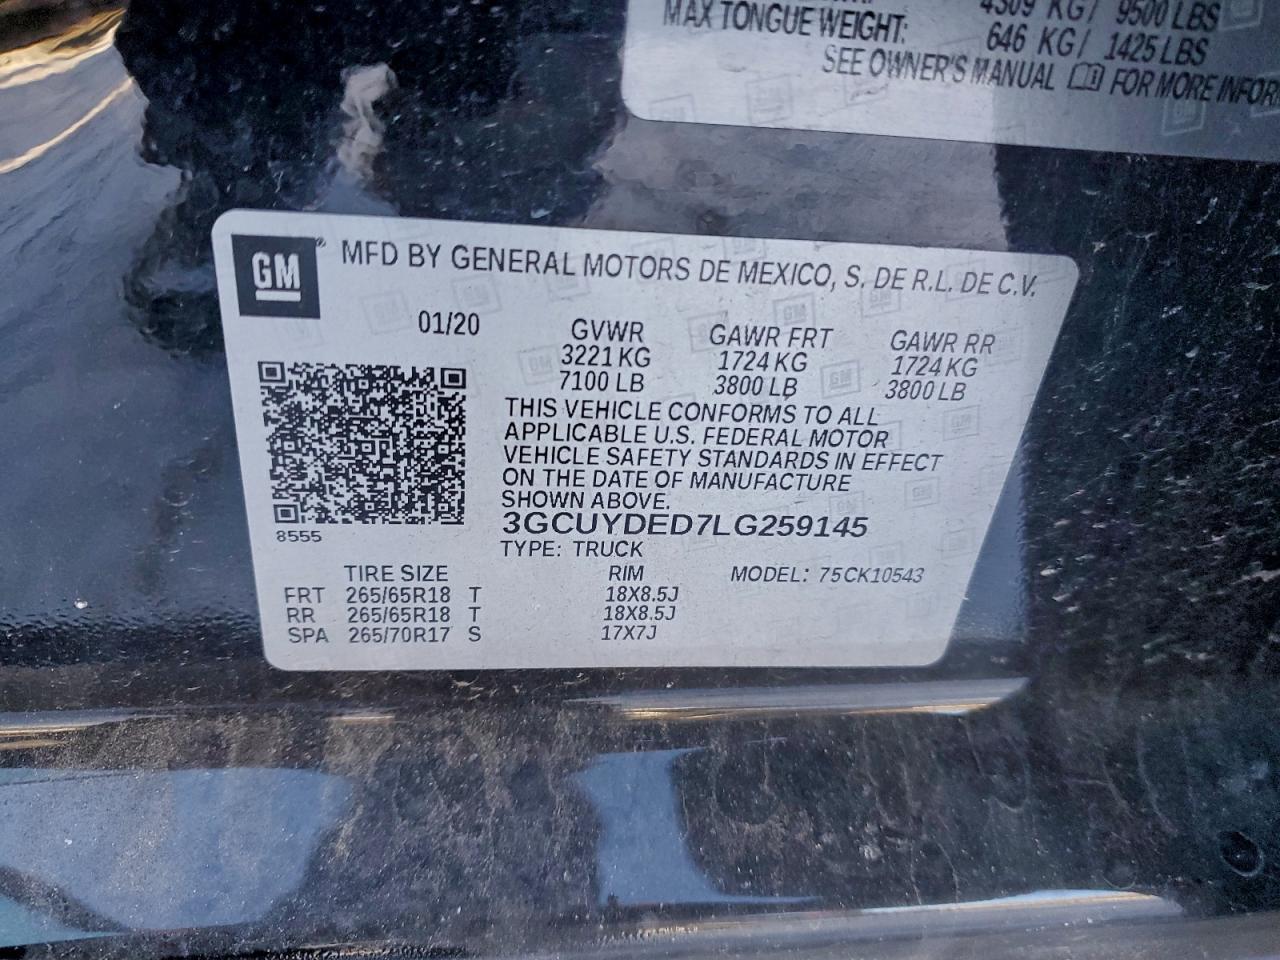 4309 KG/ 9500 LBS
MAX TONGUE WEIGHT: 646 KG/ 1425 LBS
SEE OWNER'S MANUAL FOR MORE
GM® MFD BY GENERAL MOTORS DE MEXICO, S. DE R.L. DE C.V.
01/20 GVWR GAWR FRT GAWR RR
3221 KG 1724 KG 1724 KG
7100 LB 3800 LB 3800 LB
THIS VEHICLE CONFORMS TO ALL
APPLICABLE U.S. FEDERAL MOTOR
VEHICLE SAFETY STANDARDS IN EFFECT
ON THE DATE OF MANUFACTURE
SHOWN ABOVE.
3GCUYDED7LG259145
8555
TYPE: TRUCK
TIRE SIZE RIM MODEL: 75CK10543
FRT 265/65R18 T 18X8.5J
RR 265/65R18 T 18X8.5J
SPA 265/70R17 S 17X7J